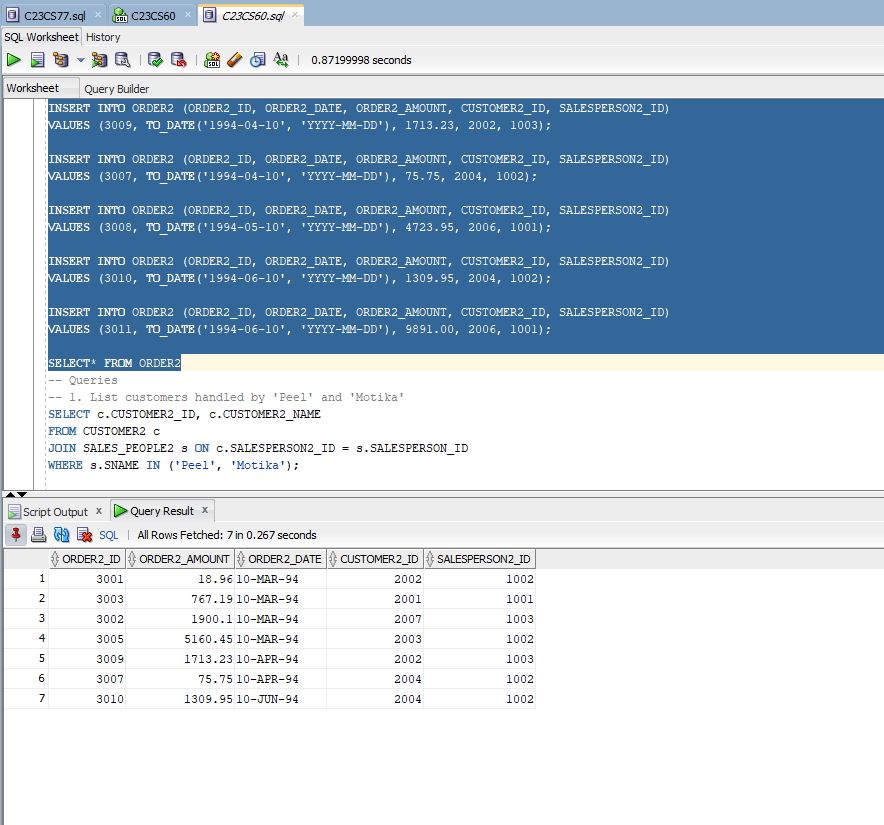 C23CS77.sql × C23CS60 × C23CS60.sql ×
SQL Worksheet History
0.87199998 seconds
Worksheet Query Builder
INSERT INTO ORDER2 (ORDER2_ID, ORDER2_DATE, ORDER2_AMOUNT, CUSTOMER2_ID, SALESPERSON2_ID)
VALUES (3009, TO_DATE('1994-04-10', 'YYYY-MM-DD'), 1713.23, 2002, 1003);
INSERT INTO ORDER2 (ORDER2_ID, ORDER2_DATE, ORDER2_AMOUNT, CUSTOMER2_ID, SALESPERSON2_ID)
VALUES (3007, TO_DATE('1994-04-10', 'YYYY-MM-DD'), 75.75, 2004, 1002);
INSERT INTO ORDER2 (ORDER2_ID, ORDER2_DATE, ORDER2_AMOUNT, CUSTOMER2_ID, SALESPERSON2_ID)
VALUES (3008, TO_DATE('1994-05-10', 'YYYY-MM-DD'), 4723.95, 2006, 1001);
INSERT INTO ORDER2 (ORDER2_ID, ORDER2_DATE, ORDER2_AMOUNT, CUSTOMER2_ID, SALESPERSON2_ID)
VALUES (3010, TO_DATE('1994-06-10', 'YYYY-MM-DD'), 1309.95, 2004, 1002);
INSERT INTO ORDER2 (ORDER2_ID, ORDER2_DATE, ORDER2_AMOUNT, CUSTOMER2_ID, SALESPERSON2_ID)
VALUES (3011, TO_DATE('1994-06-10', 'YYYY-MM-DD'), 9891.00, 2006, 1001);
SELECT* FROM ORDER2
-- Queries
-- 1. List customers handled by 'Peel' and 'Motika'
SELECT c.CUSTOMER2_ID, c.CUSTOMER2_NAME
FROM CUSTOMER2 c
JOIN SALES_PEOPLE2 s ON c.SALESPERSON2_ID = s.SALESPERSON_ID
WHERE s.SNAME IN ('Peel', 'Motika');
Script Output x Query Result x
SQL | All Rows Fetched: 7 in 0.267 seconds
ORDER2_ID ORDER2_AMOUNT ORDER2_DATE CUSTOMER2_ID SALESPERSON2_ID
1 3001 18.96 10-MAR-94 2002 1002
2 3003 767.19 10-MAR-94 2001 1001
3 3002 1900.1 10-MAR-94 2007 1003
4 3005 5160.45 10-MAR-94 2003 1002
5 3009 1713.23 10-APR-94 2002 1003
6 3007 75.75 10-APR-94 2004 1002
7 3010 1309.95 10-JUN-94 2004 1002